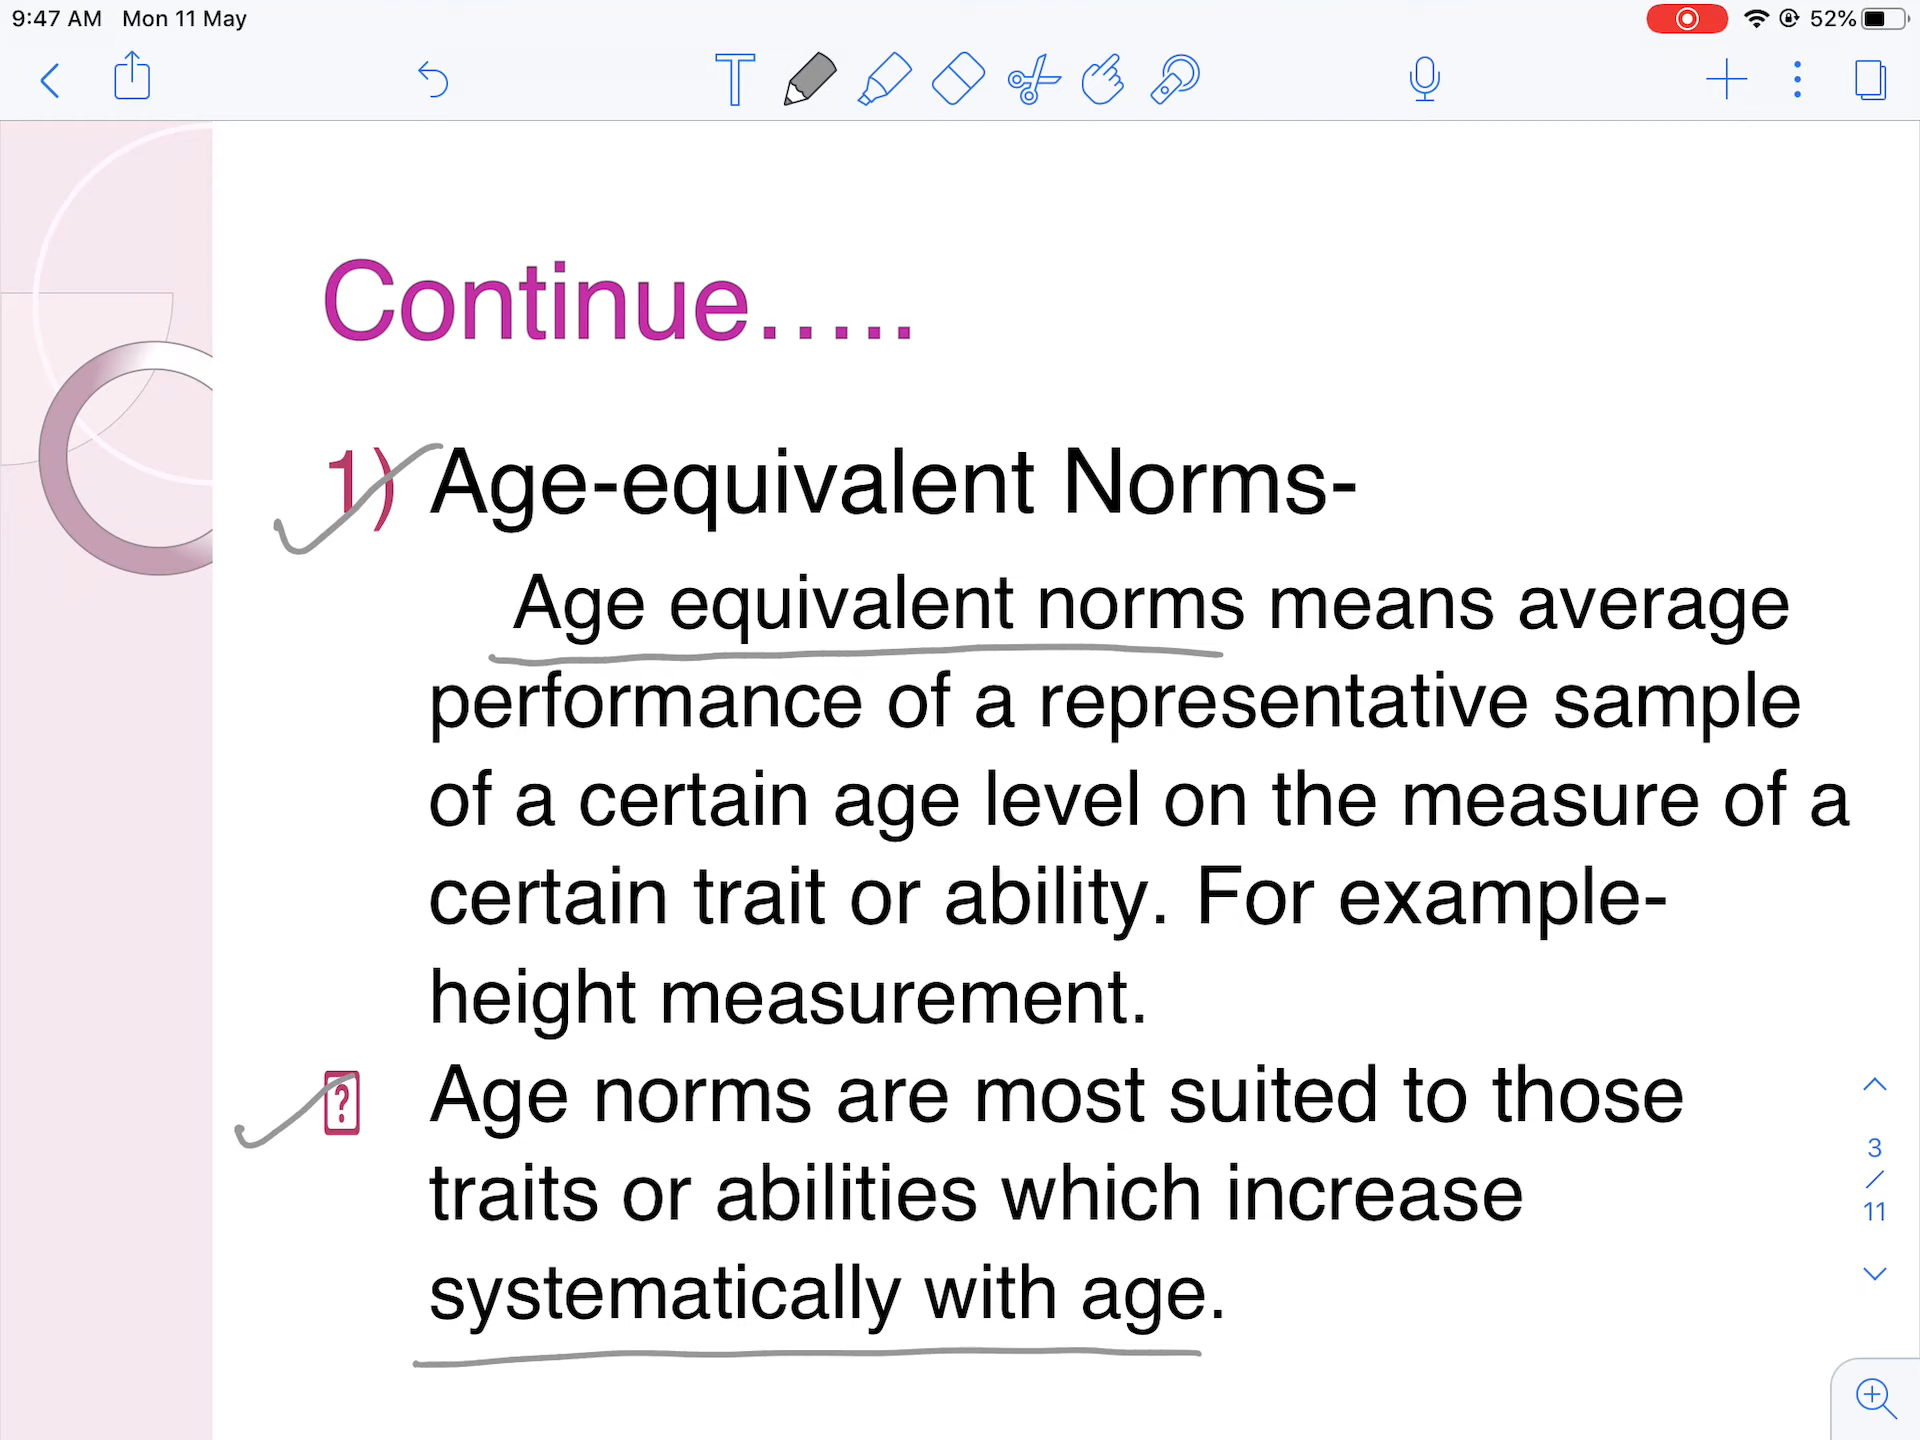 9:47 AM Mon 11 May 52%
Continue.....
1) Age-equivalent Norms-
Age equivalent norms means average
performance of a representative sample
of a certain age level on the measure of a
certain trait or ability. For example-
height measurement.
? Age norms are most suited to those
traits or abilities which increase
systematically with age.
3
/
11